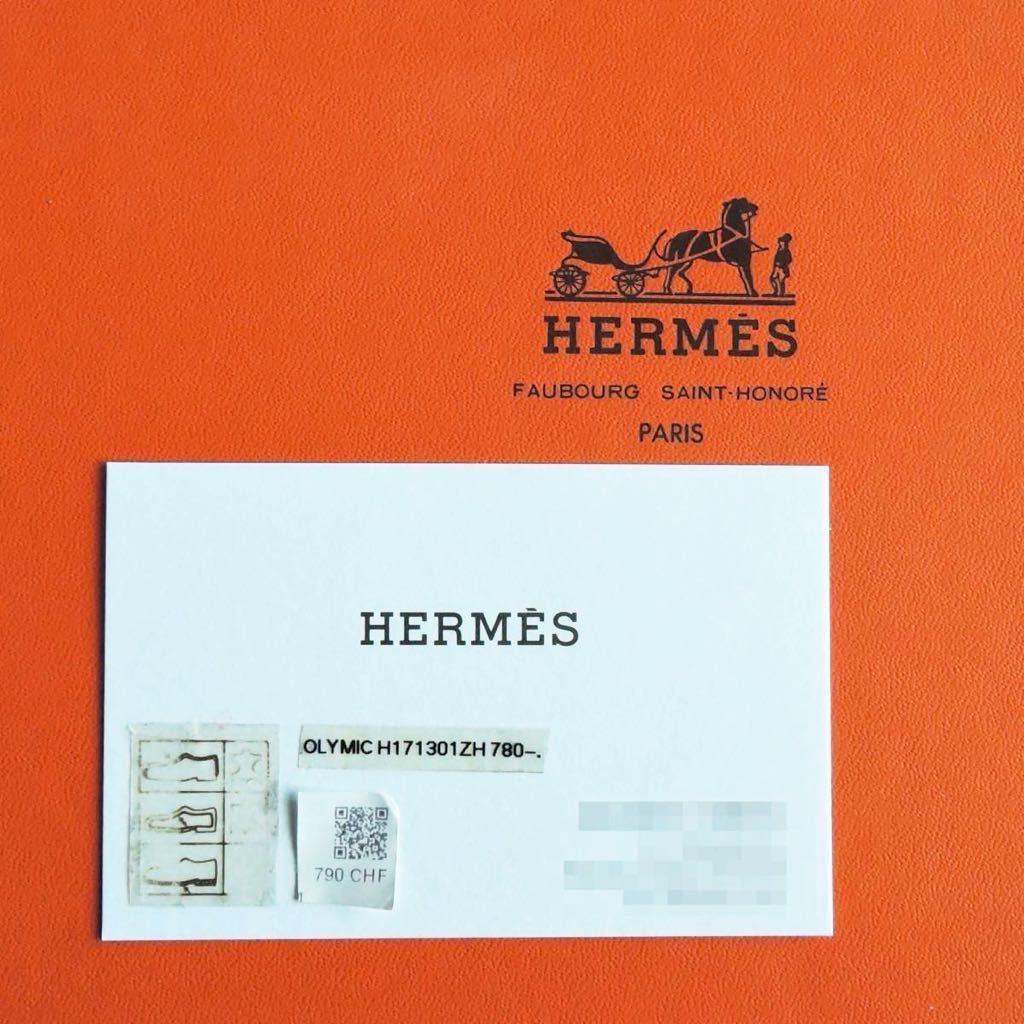 HERMÈS
FAUBOURG SAINT-HONORÉ
PARIS
HERMÈS
OLYMIC H171301ZH 780-.
790 CHF